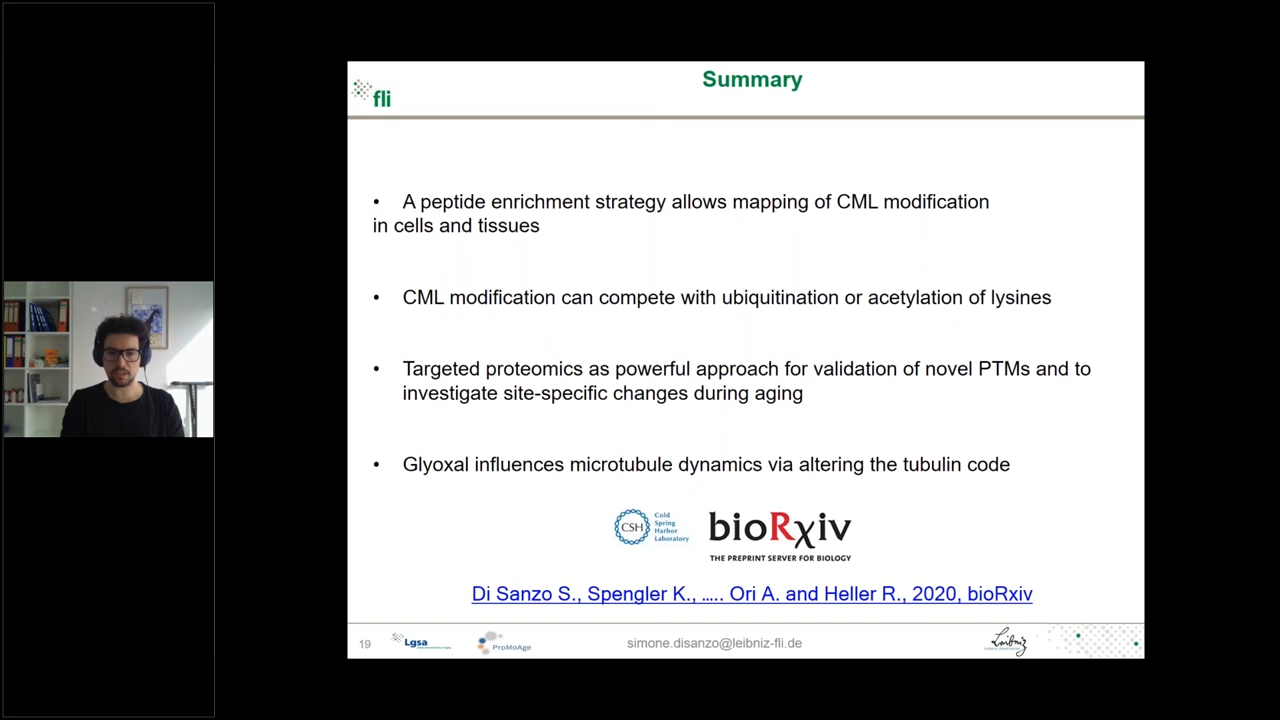 Summary
fli
• A peptide enrichment strategy allows mapping of CML modification
in cells and tissues
• CML modification can compete with ubiquitination or acetylation of lysines
• Targeted proteomics as powerful approach for validation of novel PTMs and to
investigate site-specific changes during aging
• Glyoxal influences microtubule dynamics via altering the tubulin code
CSH
Cold
Spring
Harbor
Laboratory
bioRxiv
THE PREPRINT SERVER FOR BIOLOGY
Di Sanzo S., Spengler K., ….. Ori A. and Heller R., 2020, bioRxiv
19
Lgsa
ProMoAge
simone.disanzo@leibniz-fli.de
Leibniz